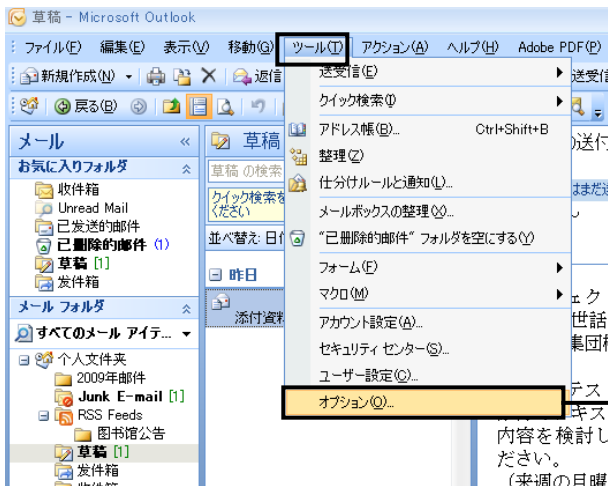 草稿 - Microsoft Outlook
ファイル(F) 編集(E) 表示(V) 移動(G) ツール(T) アクション(A) ヘルプ(H) Adobe PDF(P)
新規作成(N) 返信
送受信
戻る(B)
送受信(E)
クイック検索(I)
アドレス帳(B)... Ctrl+Shift+B
整理(Z)
仕分けルールと通知(L)...
メールボックスの整理(X)...
"已删除的邮件" フォルダを空にする(Y)
フォーム(F)
マクロ(M)
アカウント設定(A)...
セキュリティ センター(S)...
ユーザー設定(C)...
オプション(O)...
メール
お気に入りフォルダ
收件箱
Unread Mail
已发送的邮件
已删除的邮件 (1)
草稿 [1]
发件箱
メール フォルダ
すべてのメール アイテ...
个人文件夹
2009年邮件
Junk E-mail [1]
RSS Feeds
图书馆公告
草稿 [1]
发件箱
收件箱
草稿
草稿 の検索
クイック検索を
ください
並べ替え: 日付
昨日
添付資料
の送付
はまだ送
ェク
世話
集団
テス
キス
内容を検討し
ださい。
(来週の月曜